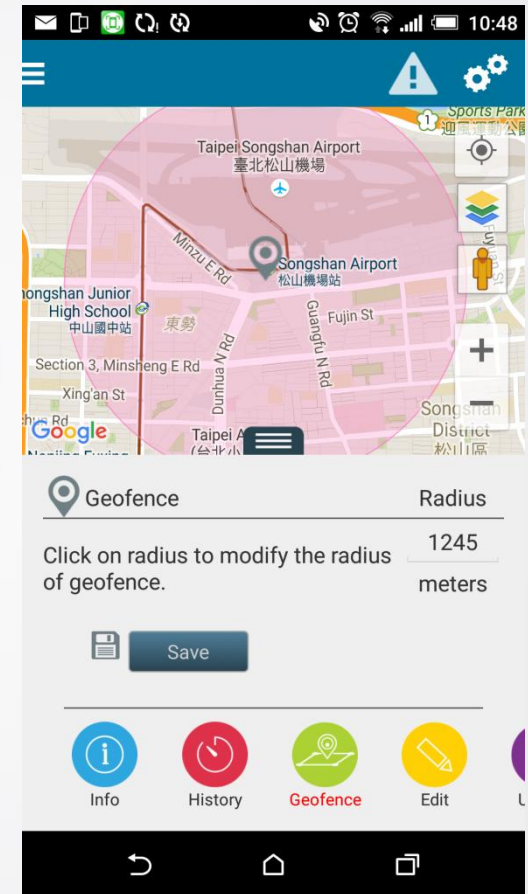 10:48
1
Sports Park
迎風運動公園
Taipei Songshan Airport
臺北松山機場
Minzu E Rd
Songshan Airport
松山機場站
ongshan Junior
High School
中山國中站
東勢
Fujin St
Guangfu N Rd
Dunhua N Rd
Section 3, Minsheng E Rd
Xing'an St
Google
Taipei A
Songshan
District
松山區
Geofence
Radius
Click on radius to modify the radius
of geofence.
1245
meters
Save
Info
History
Geofence
Edit